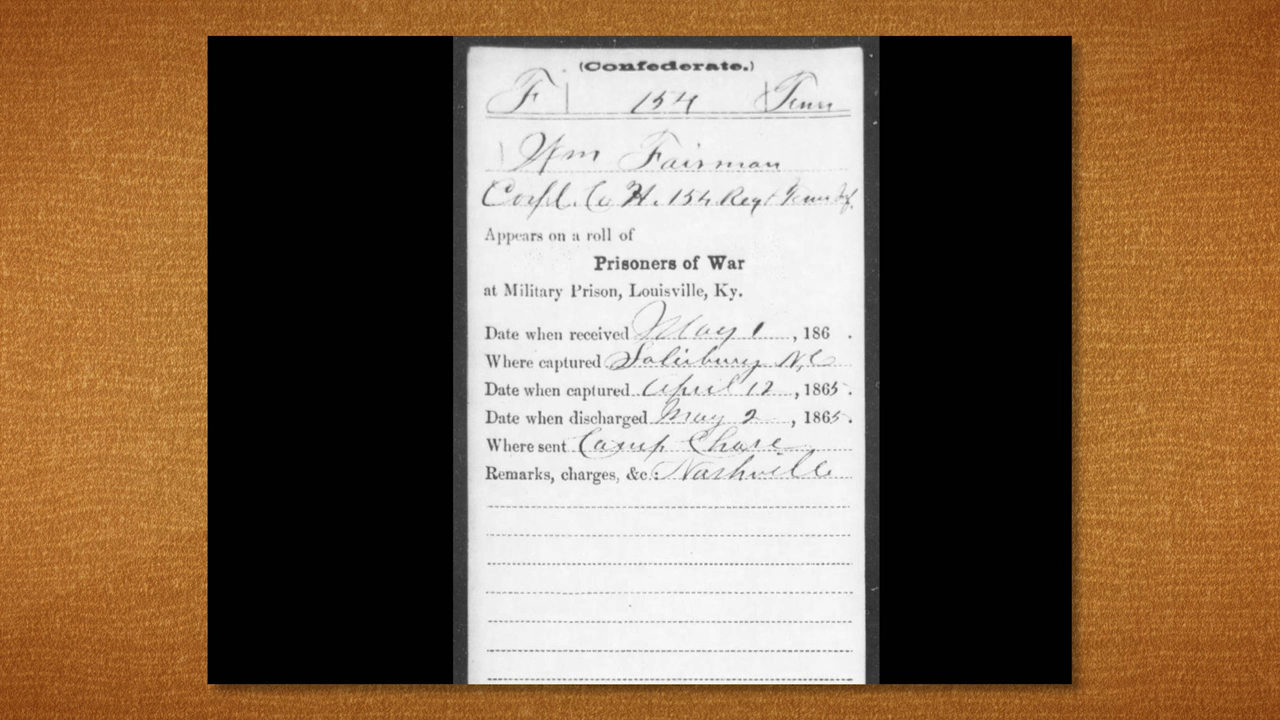 (Confederate.)
F | 154 | Tenn
Wm Fairman
Corpl. Co H. 154 Regt Tenn Inf.
Appears on a roll of
Prisoners of War
at Military Prison, Louisville, Ky.
Date when received May 1, 186 .
Where captured Salisbury N,C
Date when captured April 12, 1865.
Date when discharged May 2, 1865.
Where sent Camp Chase
Remarks, charges, &c.: Nashville